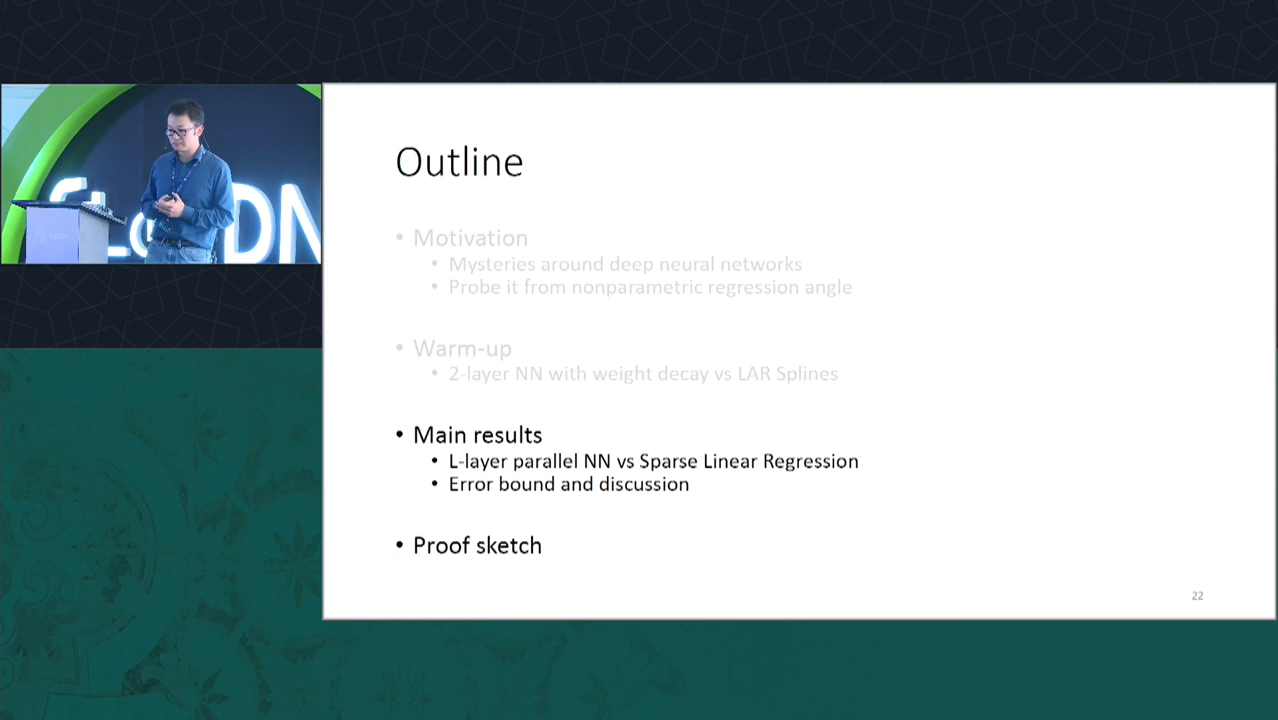 Outline
• Motivation
• Mysteries around deep neural networks
• Probe it from nonparametric regression angle
• Warm-up
• 2-layer NN with weight decay vs LAR Splines
• Main results
• L-layer parallel NN vs Sparse Linear Regression
• Error bound and discussion
• Proof sketch
22